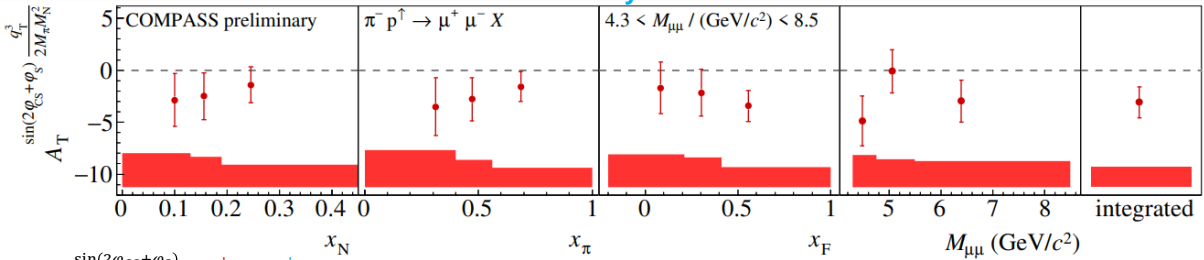 COMPASS preliminary
π⁻ p↑ → μ⁺ μ⁻ X
4.3 < M_μμ / (GeV/c²) < 8.5
A_T^{sin(2φ_CS+φ_S) q_T^3/(2M_π M_N^2)}
5
0
−5
−10
0 0.1 0.2 0.3 0.4
0 0.5 1
0 0.5 1
5 6 7 8
integrated
x_N
x_π
x_F
M_μμ (GeV/c²)